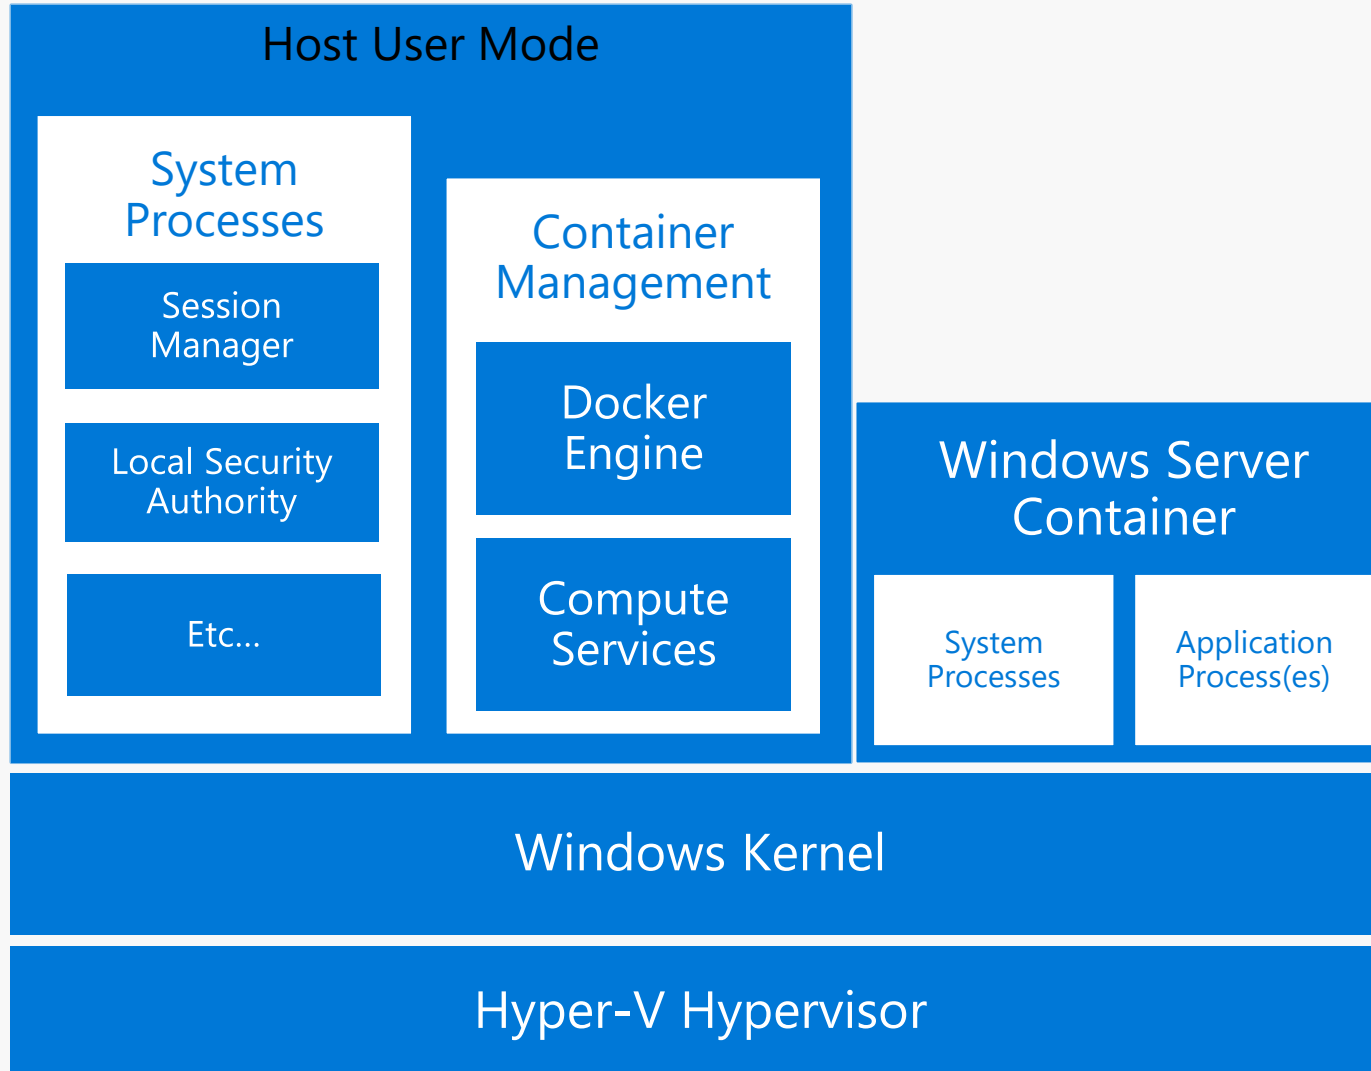 Host User Mode
System
Processes
Session
Manager
Local Security
Authority
Etc...
Container
Management
Docker
Engine
Compute
Services
Windows Server
Container
System
Processes
Application
Process(es)
Windows Kernel
Hyper-V Hypervisor